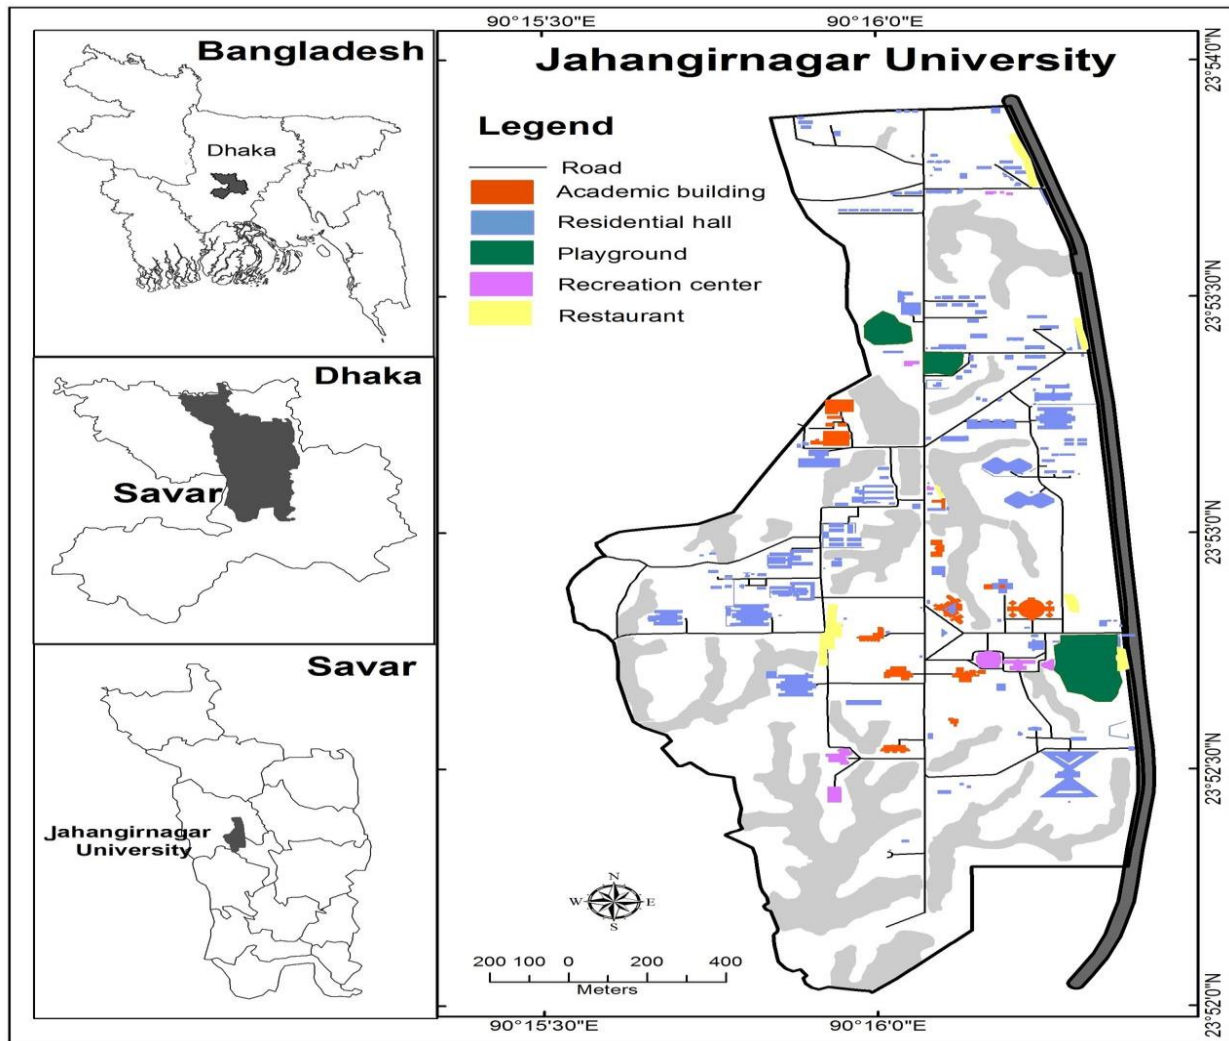 Bangladesh
Dhaka
Dhaka
Savar
Savar
Jahangirnagar
University
90°15'30"E
90°16'0"E
Jahangirnagar University
Legend
Road
Academic building
Residential hall
Playground
Recreation center
Restaurant
23°54'0"N
23°53'30"N
23°53'0"N
23°52'30"N
23°52'0"N
N
W
E
S
200 100 0 200 400
Meters
90°15'30"E
90°16'0"E